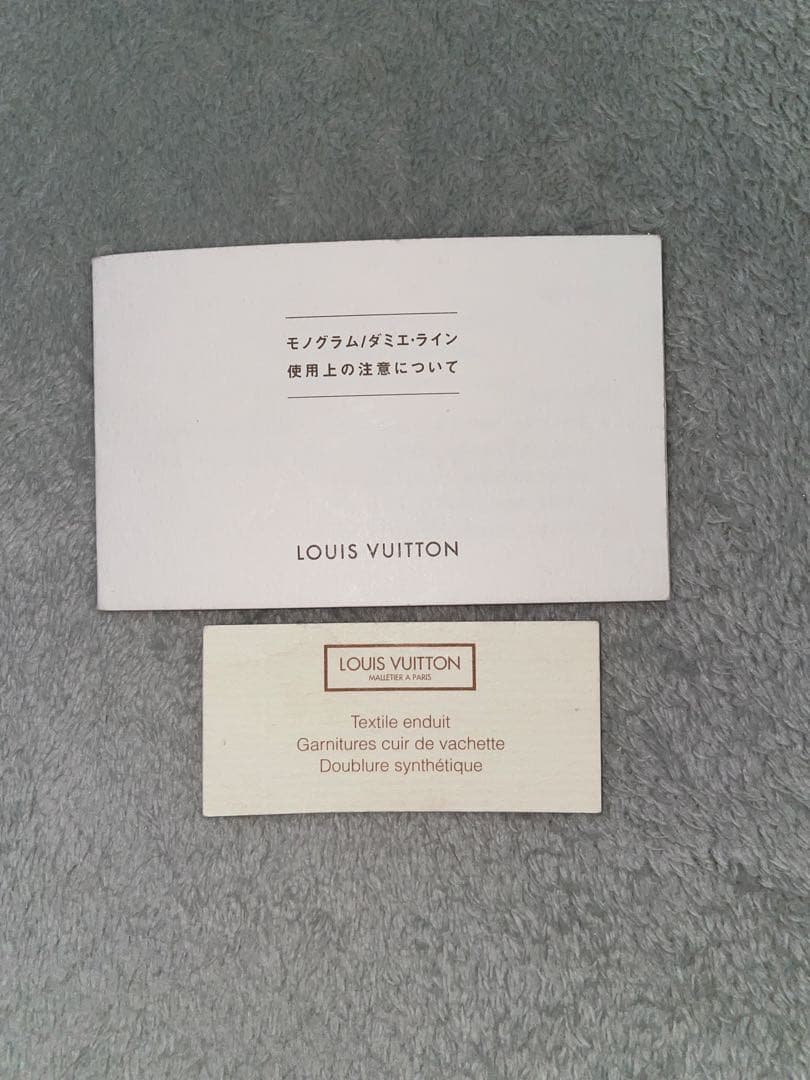 モノグラム/ダミエ・ライン
使用上の注意について
LOUIS VUITTON
LOUIS VUITTON
MALLETIER A PARIS
Textile enduit
Garnitures cuir de vachette
Doublure synthétique